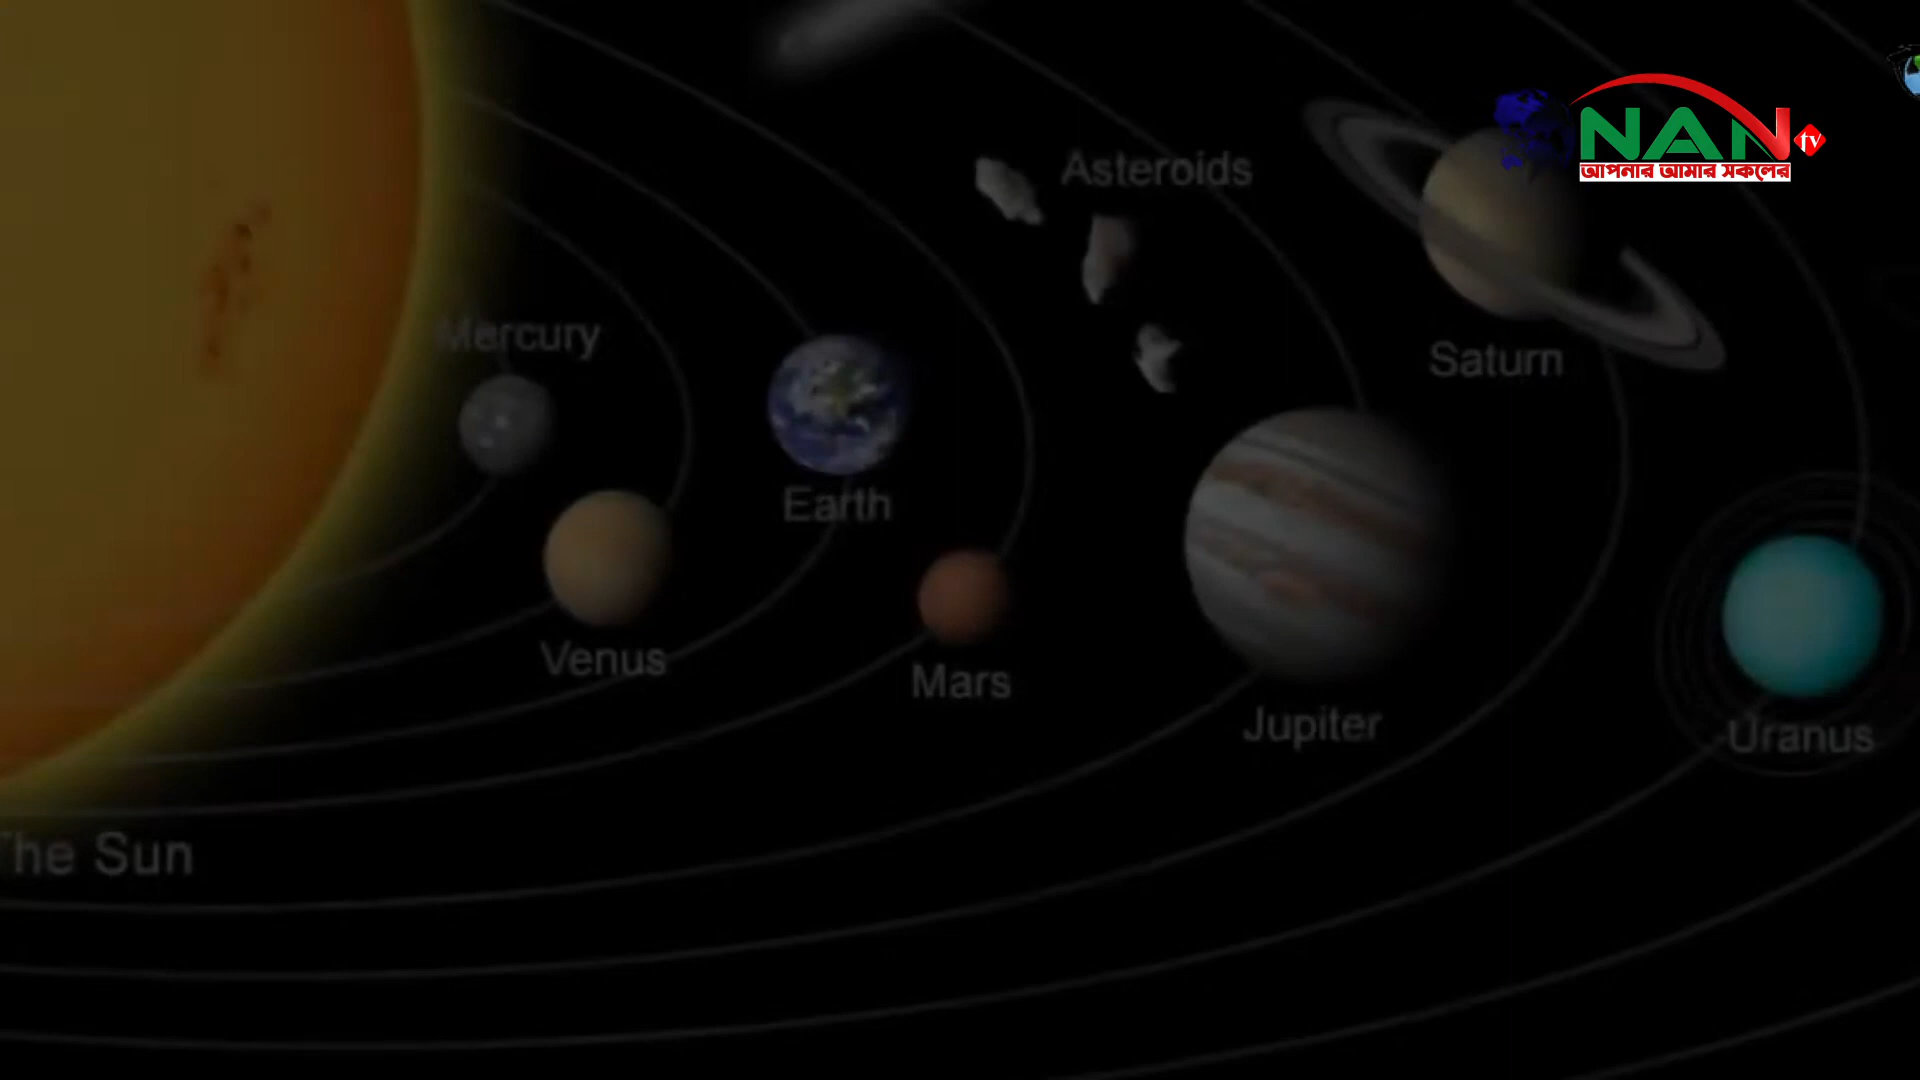 NAN
tv
আপনার আমার সকলের
Asteroids
Mercury
Saturn
Earth
Venus
Mars
Jupiter
Uranus
The Sun